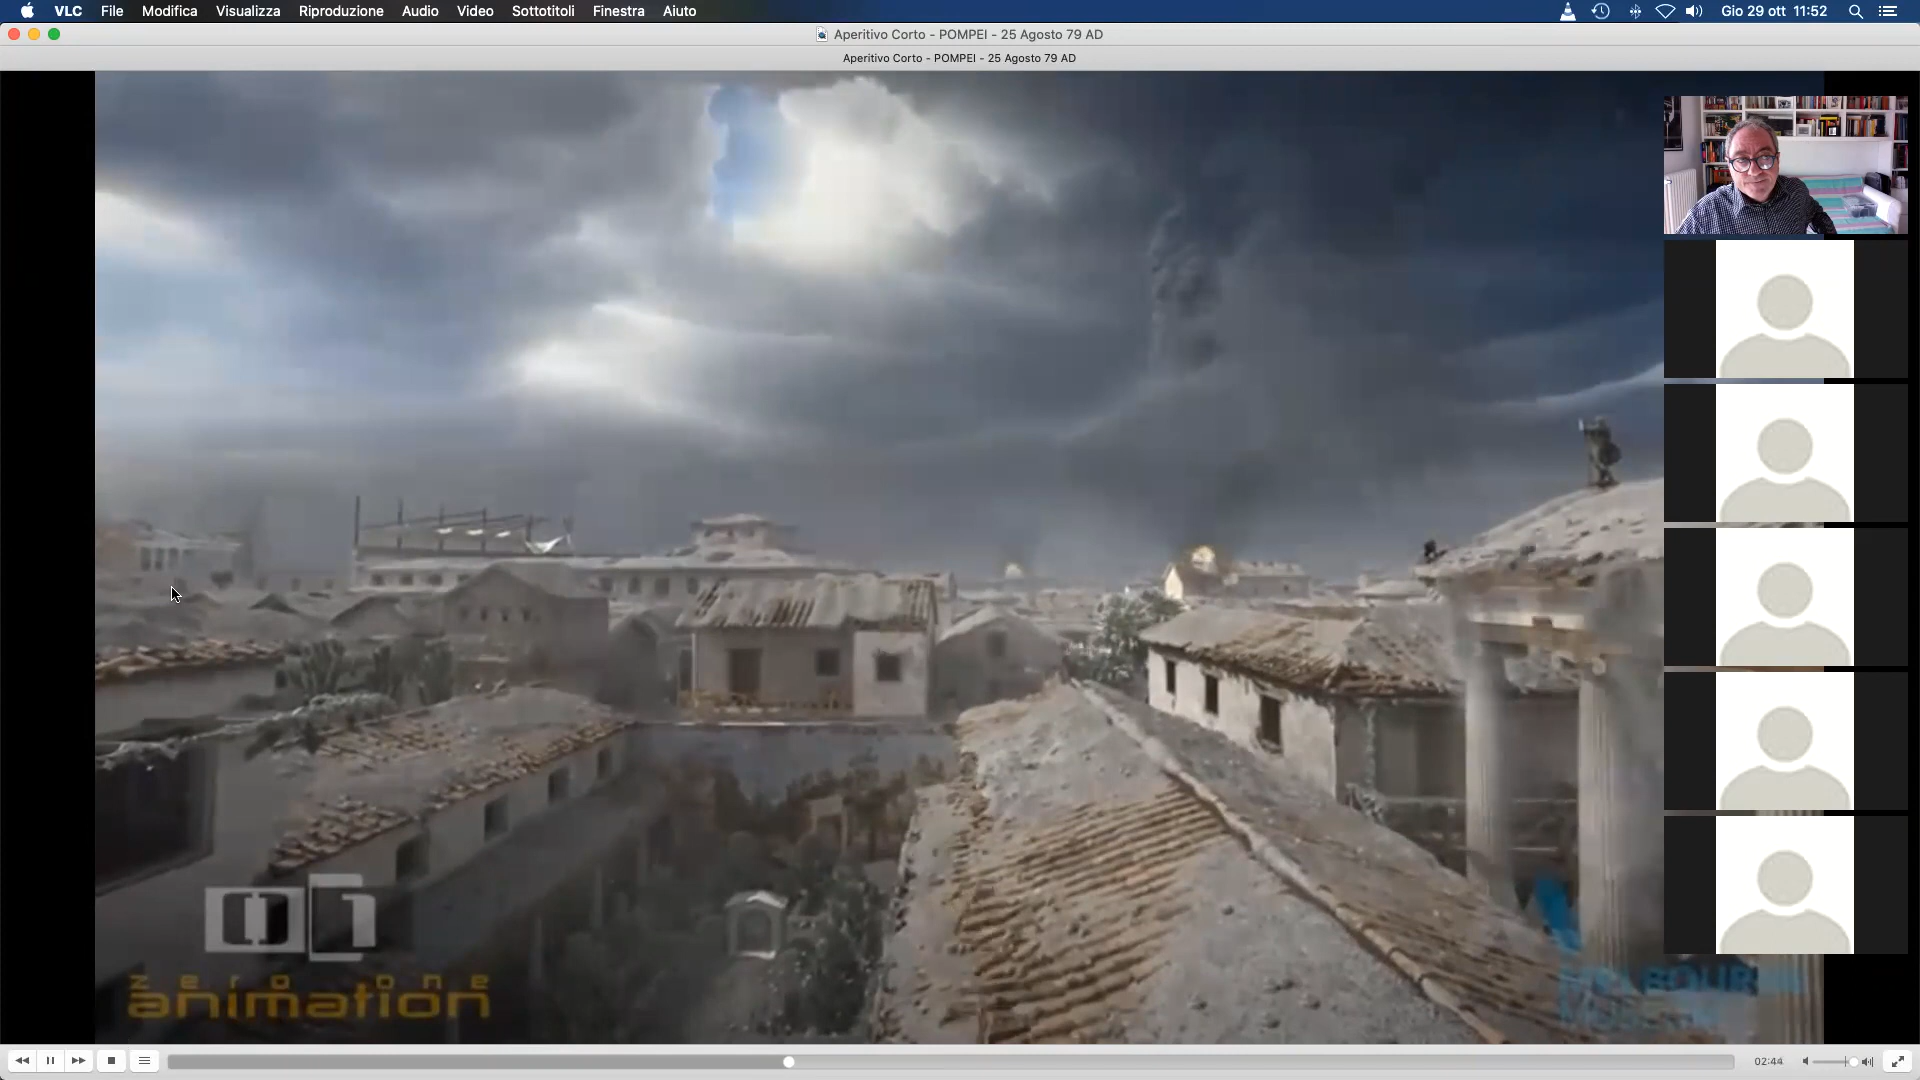 VLC File Modifica Visualizza Riproduzione Audio Video Sottotitoli Finestra Aiuto Gio 29 ott 11:52
Aperitivo Corto - POMPEI - 25 Agosto 79 AD
Aperitivo Corto - POMPEI - 25 Agosto 79 AD
01
zero one
animation
02:44